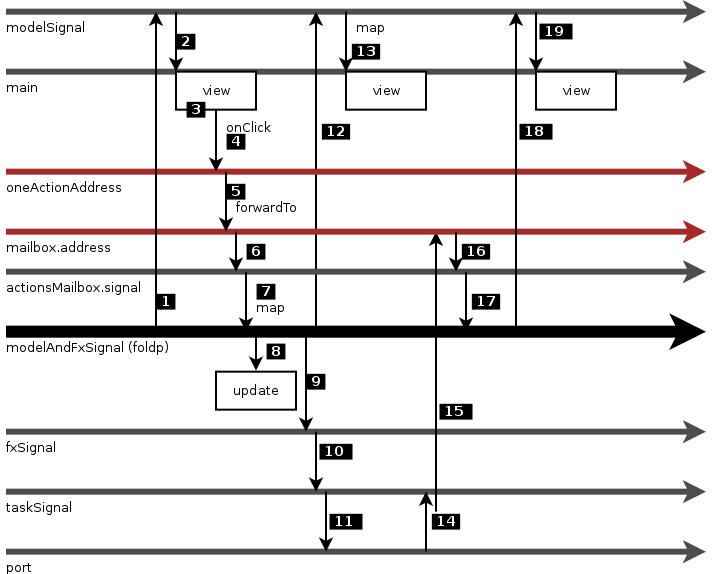 modelSignal
map
2
19
13
main
view
view
view
3
onClick
4
12
18
oneActionAddress
5
forwardTo
mailbox.address
6
16
actionsMailbox.signal
7
1
17
map
modelAndFxSignal (foldp)
8
update
9
15
fxSignal
10
taskSignal
11
14
port